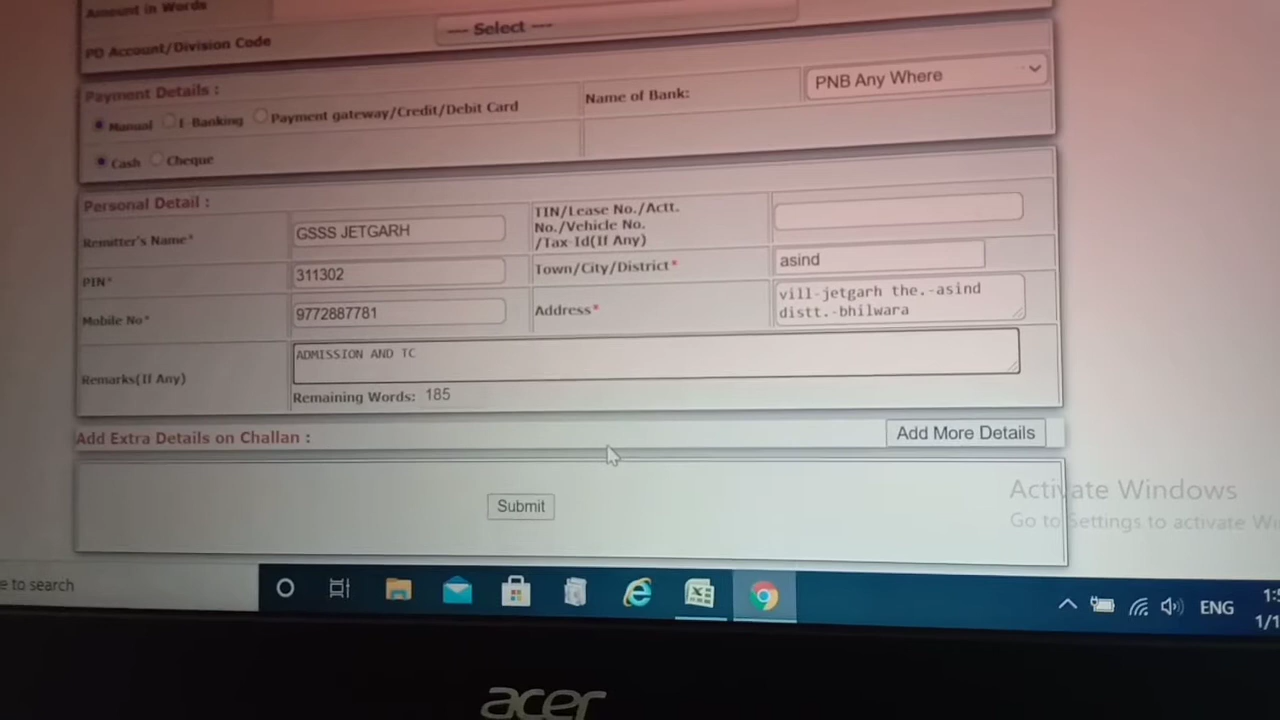 Amount in Words
--- Select ---
PD Account/Division Code
Payment Details :
Manual E-Banking Payment gateway/Credit/Debit Card
Name of Bank:
PNB Any Where
Cash Cheque
Personal Detail :
Remitter's Name*
GSSS JETGARH
TIN/Lease No./Actt.
No./Vehicle No.
/Tax-Id(If Any)
PIN*
311302
Town/City/District*
asind
Mobile No*
9772887781
Address*
vill-jetgarh the.-asind
distt.-bhilwara
Remarks(If Any)
ADMISSION AND TC
Remaining Words: 185
Add Extra Details on Challan :
Add More Details
Submit
Activate Windows
Go to Settings to activate Wi
e to search
ENG
1:5
1/1
acer